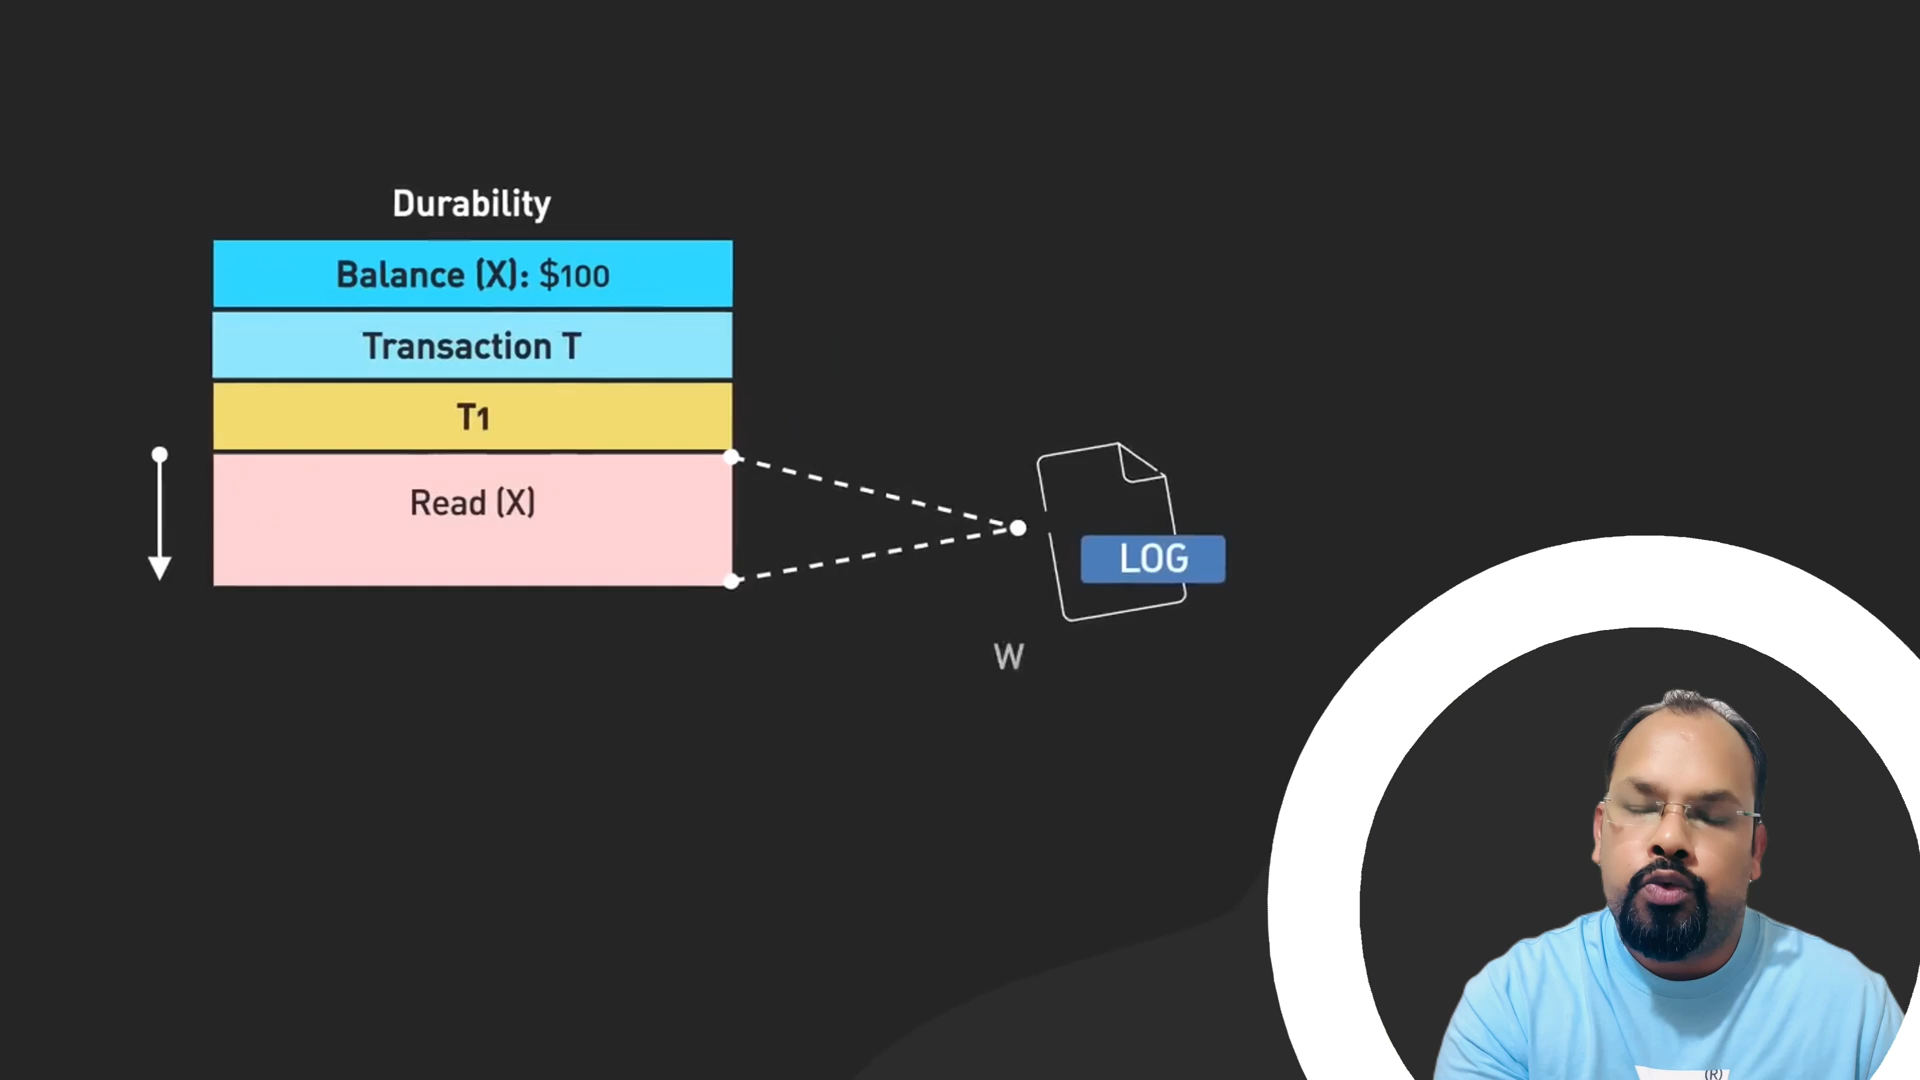 Durability
Balance (X): $100
Transaction T
T1
Read (X)
LOG
W
(R)